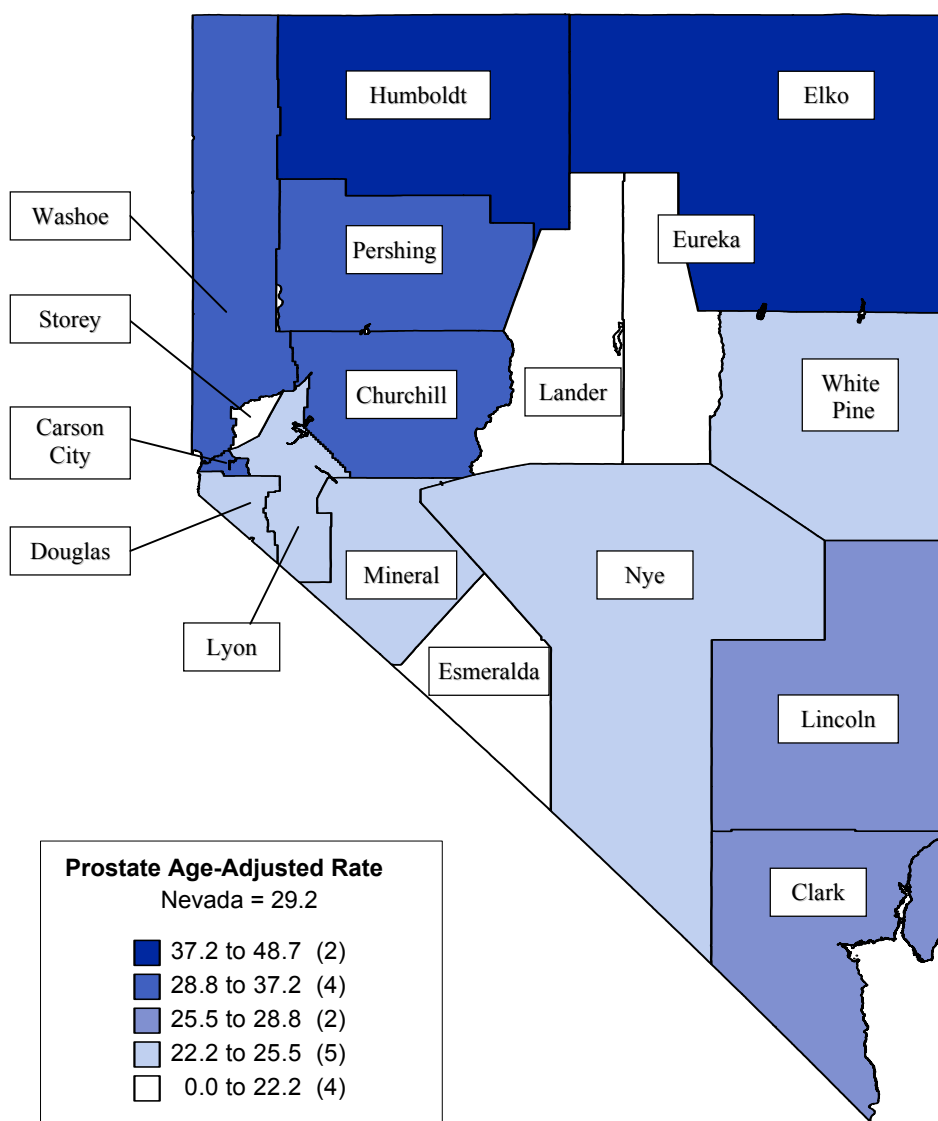 Humboldt
Elko
Washoe
Pershing
Eureka
Storey
Churchill
Lander
White
Pine
Carson
City
Douglas
Mineral
Nye
Lyon
Esmeralda
Lincoln
Clark
Prostate Age-Adjusted Rate
Nevada = 29.2
37.2 to 48.7 (2)
28.8 to 37.2 (4)
25.5 to 28.8 (2)
22.2 to 25.5 (5)
0.0 to 22.2 (4)